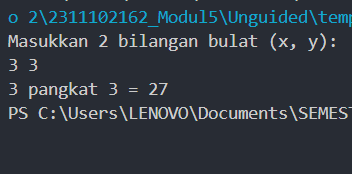 o 2\2311102162_Modul5\Unguided\temp
Masukkan 2 bilangan bulat (x, y):
3 3
3 pangkat 3 = 27
PS C:\Users\LENOVO\Documents\SEMEST